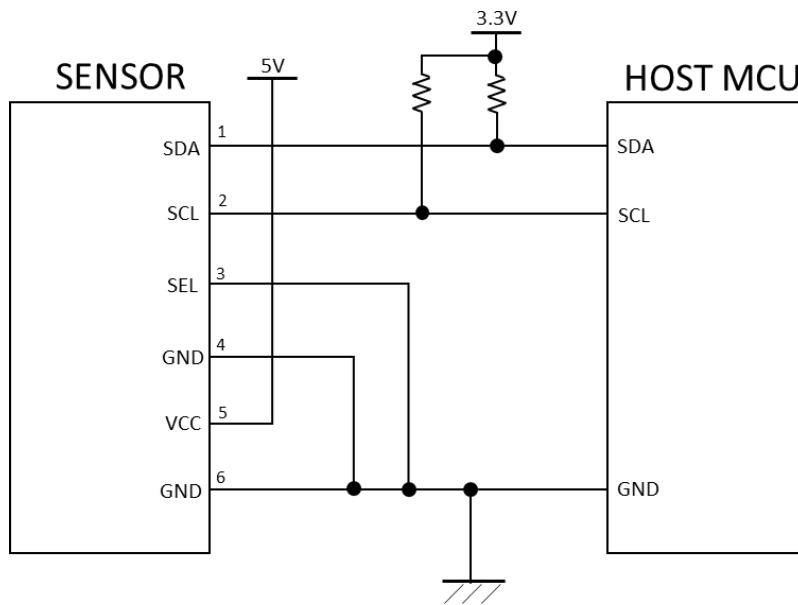 3.3V
5V
SENSOR
HOST MCU
SDA 1
SDA
SCL 2
SCL
SEL 3
GND 4
VCC 5
GND 6
GND